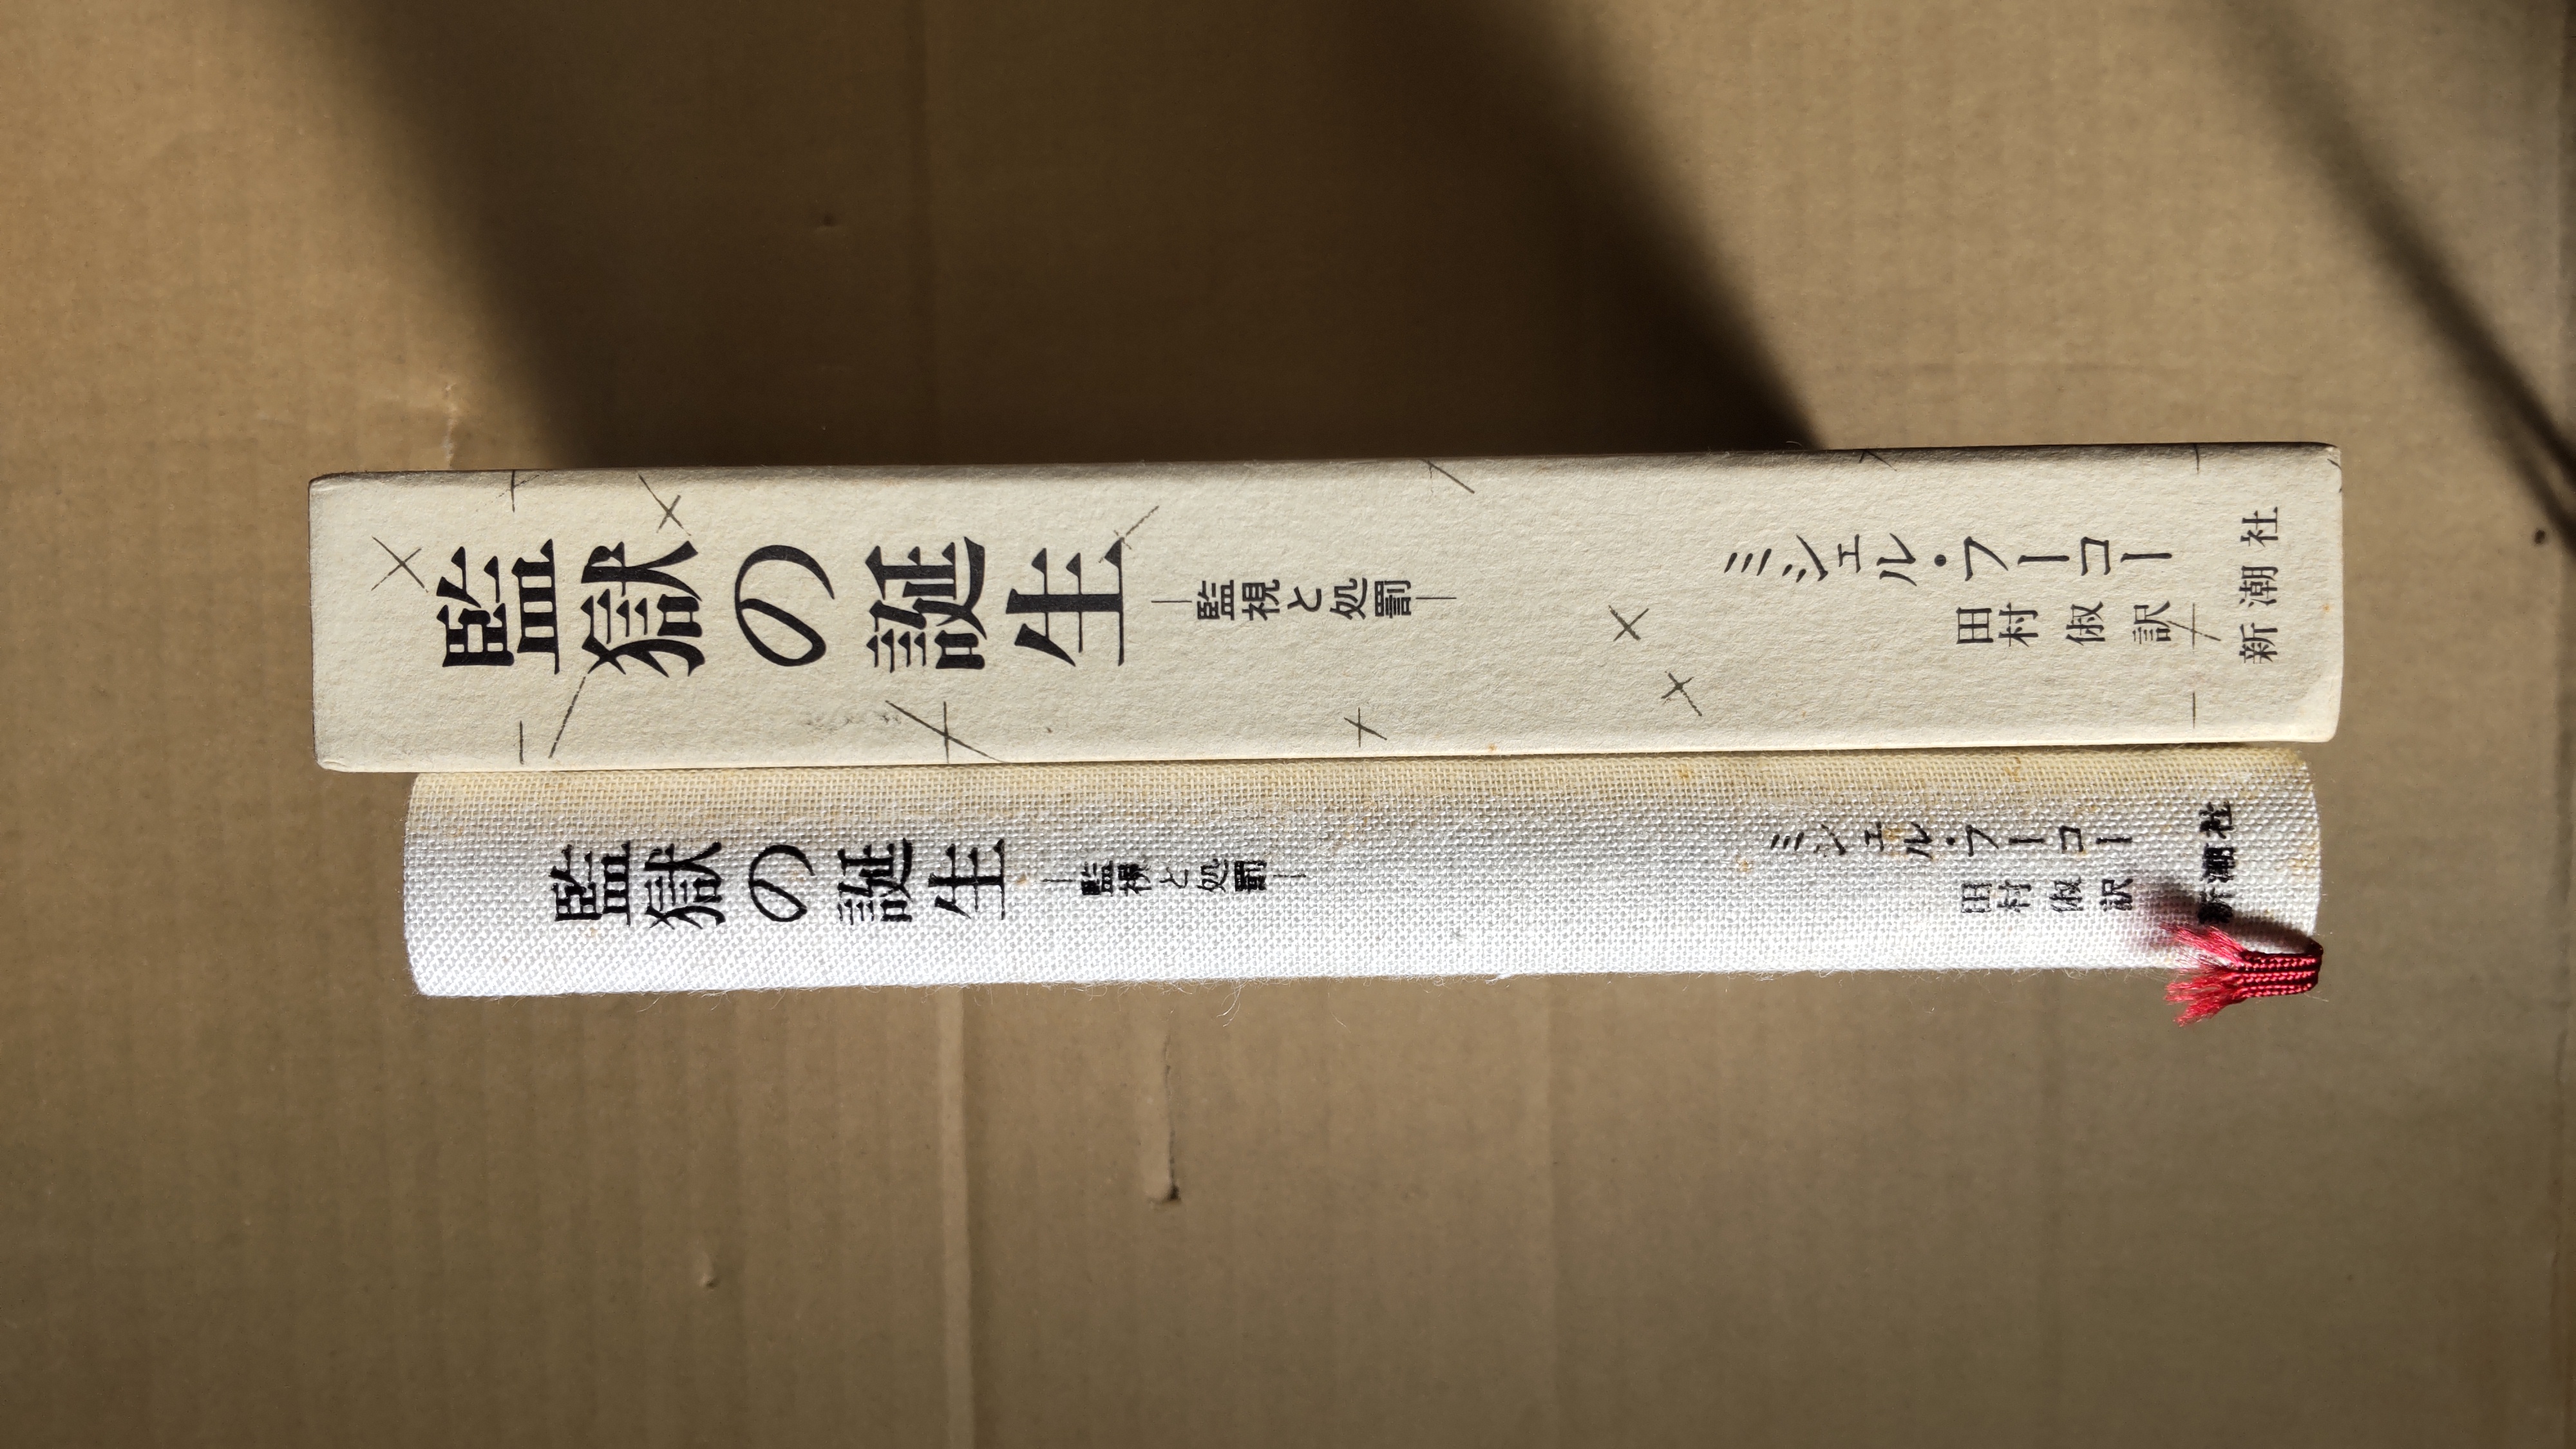 監獄の誕生
―監視と処罰―
ミシェル・フーコー
田村 俶 訳
新潮社
監獄の誕生
―監視と処罰―
ミシェル・フーコー
田村 俶 訳
新潮社